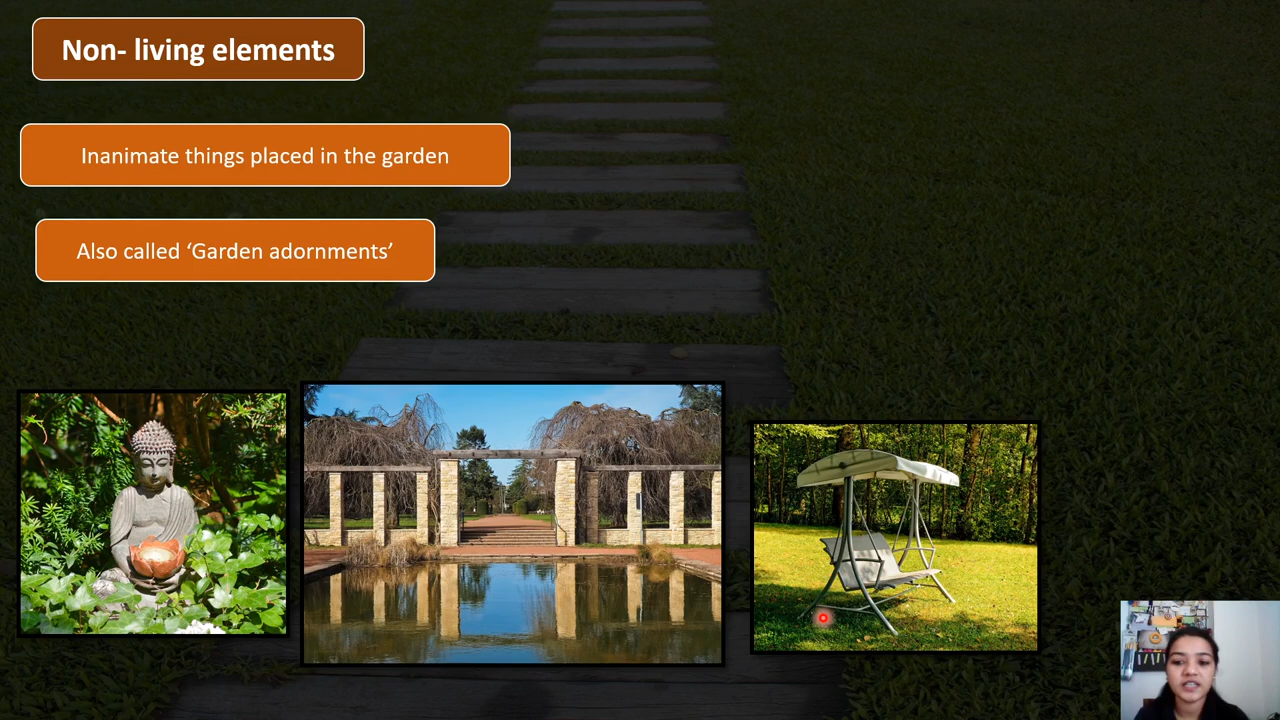 Non- living elements
Inanimate things placed in the garden
Also called ‘Garden adornments’